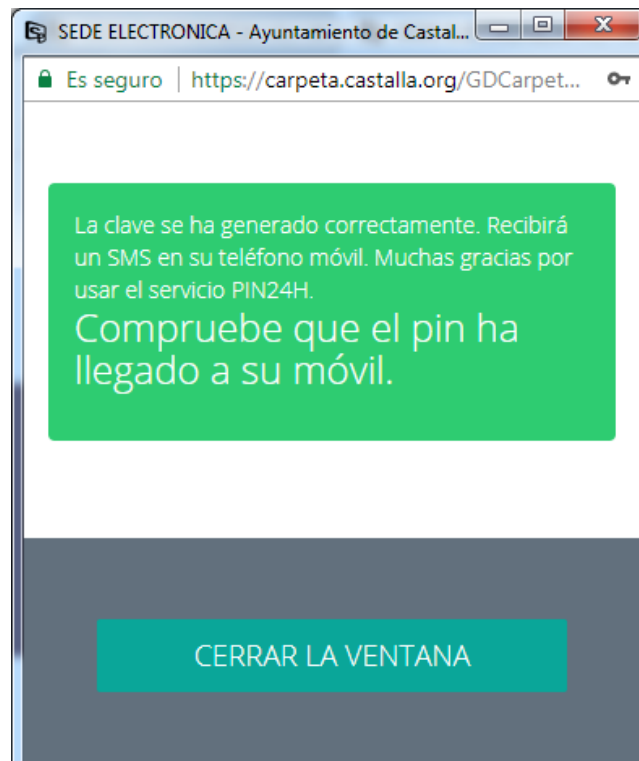 SEDE ELECTRONICA - Ayuntamiento de Castal...
Es seguro | https://carpeta.castalla.org/GDCarpet...
La clave se ha generado correctamente. Recibirá
un SMS en su teléfono móvil. Muchas gracias por
usar el servicio PIN24H.
Compruebe que el pin ha
llegado a su móvil.
CERRAR LA VENTANA